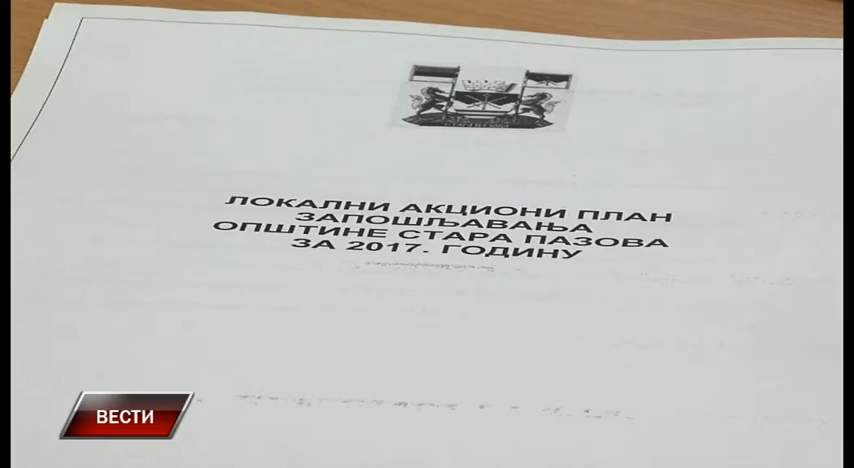 ЛОКАЛНИ АКЦИОНИ ПЛАН
ЗАПОШЉАВАЊА
ОПШТИНЕ СТАРА ПАЗОВА
ЗА 2017. ГОДИНУ
ВЕСТИ